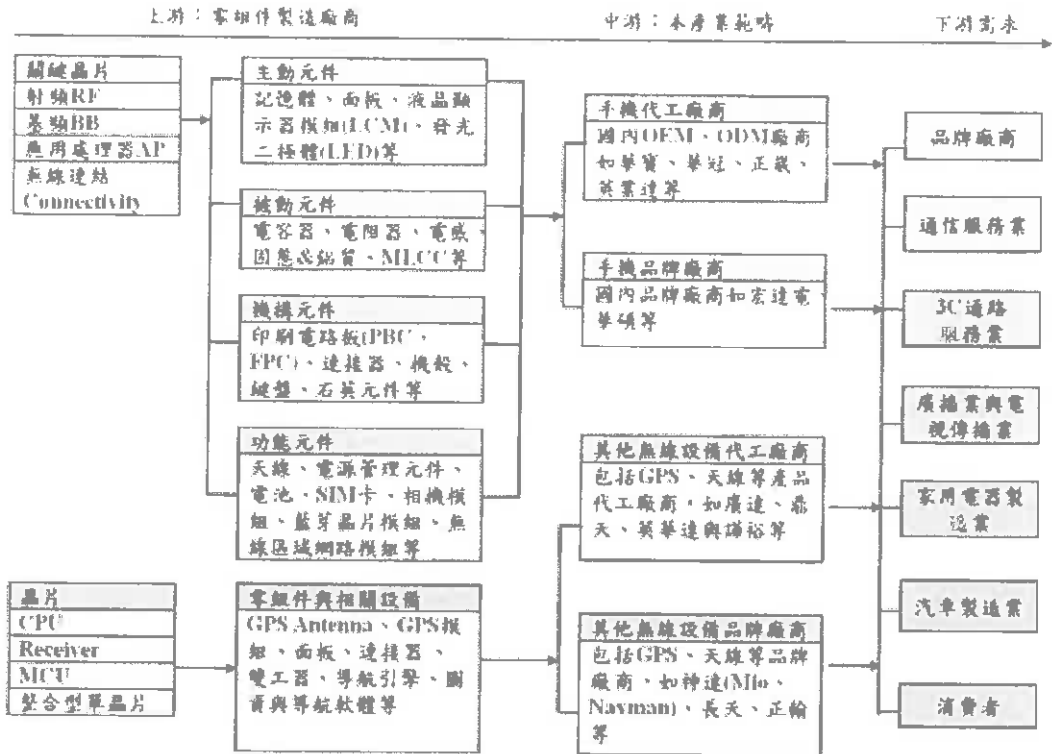 上游：零組件製造廠商
中游：本產業範疇
下游需求
關鍵晶片
射頻RF
基頻BB
應用處理器AP
無線連結
Connectivity
主動元件
記憶體、面板、液晶顯
示器模組(LCM)、發光
二極體(LED)等
被動元件
電容器、電阻器、電感、
固態&鋁質、MLCC等
機構元件
印刷電路板(PBC、
FPC)、連接器、機殼、
鍵盤、石英元件等
功能元件
天線、電源管理元件、
電池、SIM卡、相機模
組、藍芽晶片模組、無
線區域網路模組等
晶片
CPU
Receiver
MCU
整合型單晶片
零組件與相關設備
GPS Antenna、GPS模
組、面板、連接器、
雙工器、導航引擎、圖
資與導航軟體等
手機代工廠商
國內OEM、ODM廠商
如華寶、華冠、正崴、
英業達等
手機品牌廠商
國內品牌廠商如宏達電
華碩等
其他無線設備代工廠商
包括GPS、天線等產品
代工廠商，如廣達、鼎
天、英華達與謙裕等
其他無線設備品牌廠商
包括GPS、天線等品牌
廠商，如神達(Mio、
Navman)、長天、正翰
等
品牌廠商
通信服務業
3C通路
服務業
廣播業與電
視傳播業
家用電器製
造業
汽車製造業
消費者